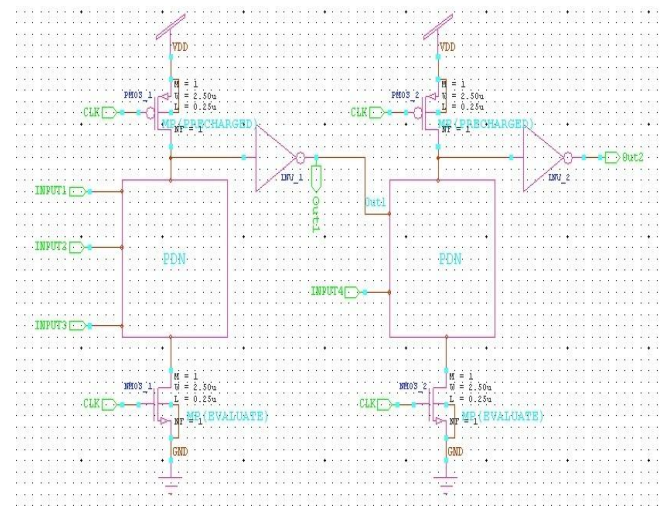 VDD
VDD
PMOS_1
M = 1
W = 2.50u
L = 0.25u
NF = 1
CLK
MP{PRECHARGED}
PMOS_2
M = 1
W = 2.50u
L = 0.25u
NF = 1
CLK
MP{PRECHARGED}
INV_1
INV_2
Out2
INPUT1
Out1
Out1
INPUT2
PDN
PDN
INPUT4
INPUT3
NMOS_1
M = 1
W = 2.50u
L = 0.25u
NF = 1
CLK
MP{EVALUATE}
NMOS_2
M = 1
W = 2.50u
L = 0.25u
NF = 1
CLK
MP{EVALUATE}
GND
GND